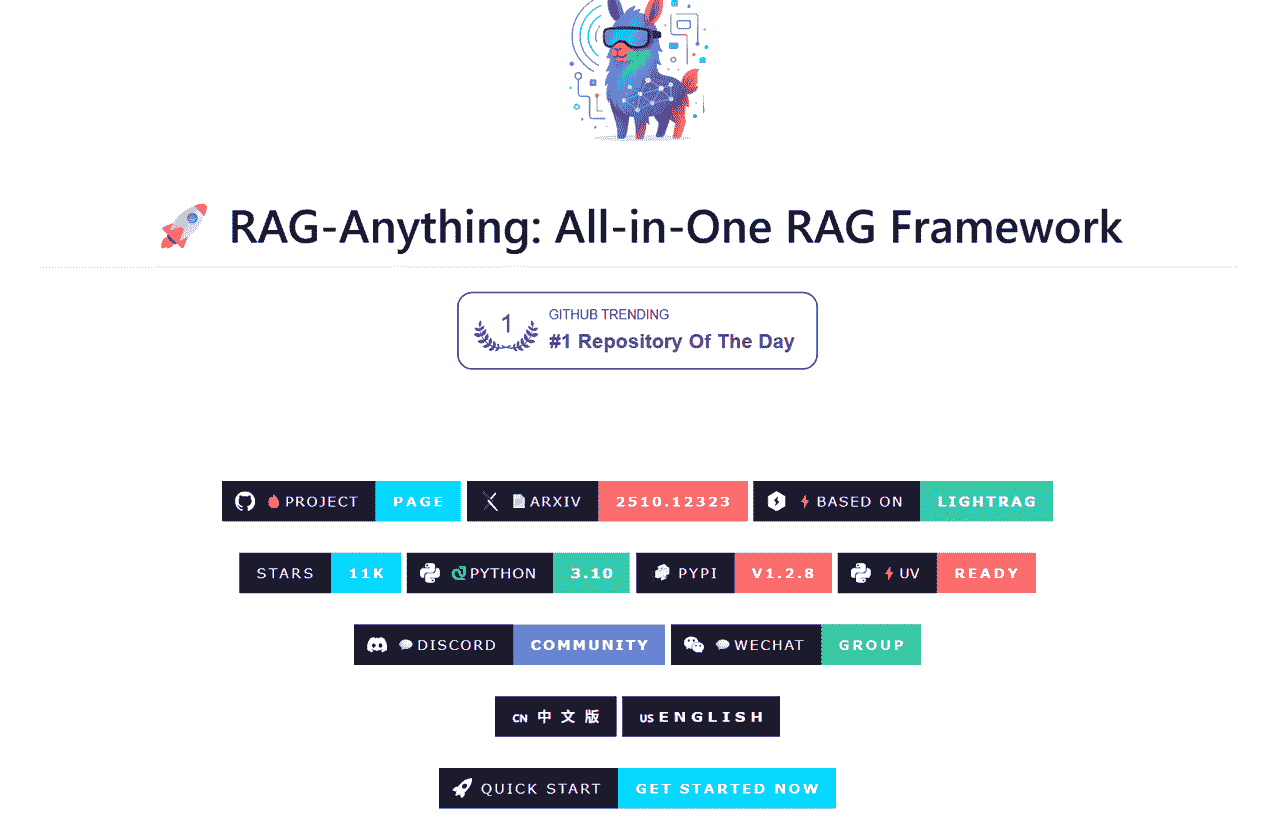 RAG-Anything: All-in-One RAG Framework
1
GITHUB TRENDING
#1 Repository Of The Day
PROJECT PAGE ARXIV 2510.12323 BASED ON LIGHTRAG
STARS 11K PYTHON 3.10 PYPI V1.2.8 UV READY
DISCORD COMMUNITY WECHAT GROUP
CN 中文版 US ENGLISH
QUICK START GET STARTED NOW